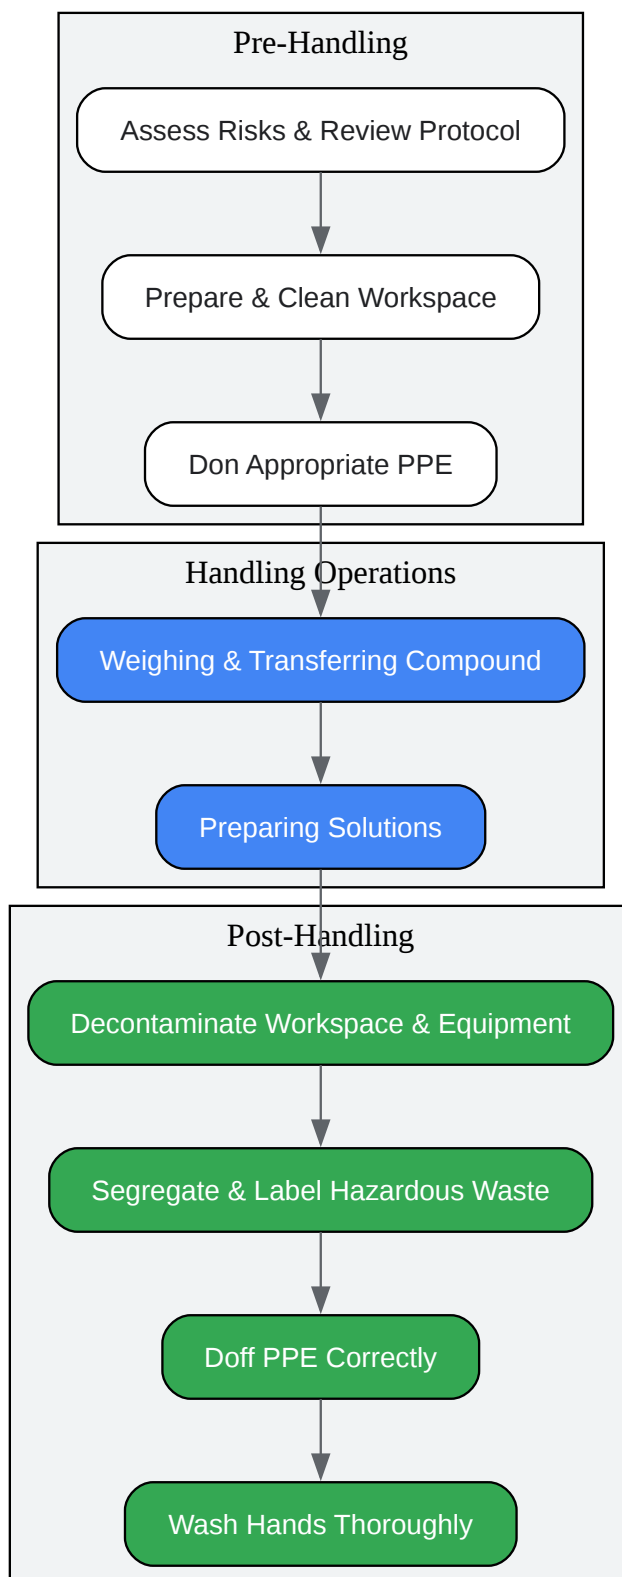 Pre-Handling
Assess Risks & Review Protocol
Prepare & Clean Workspace
Don Appropriate PPE
Handling Operations
Weighing & Transferring Compound
Preparing Solutions
Post-Handling
Decontaminate Workspace & Equipment
Segregate & Label Hazardous Waste
Doff PPE Correctly
Wash Hands Thoroughly